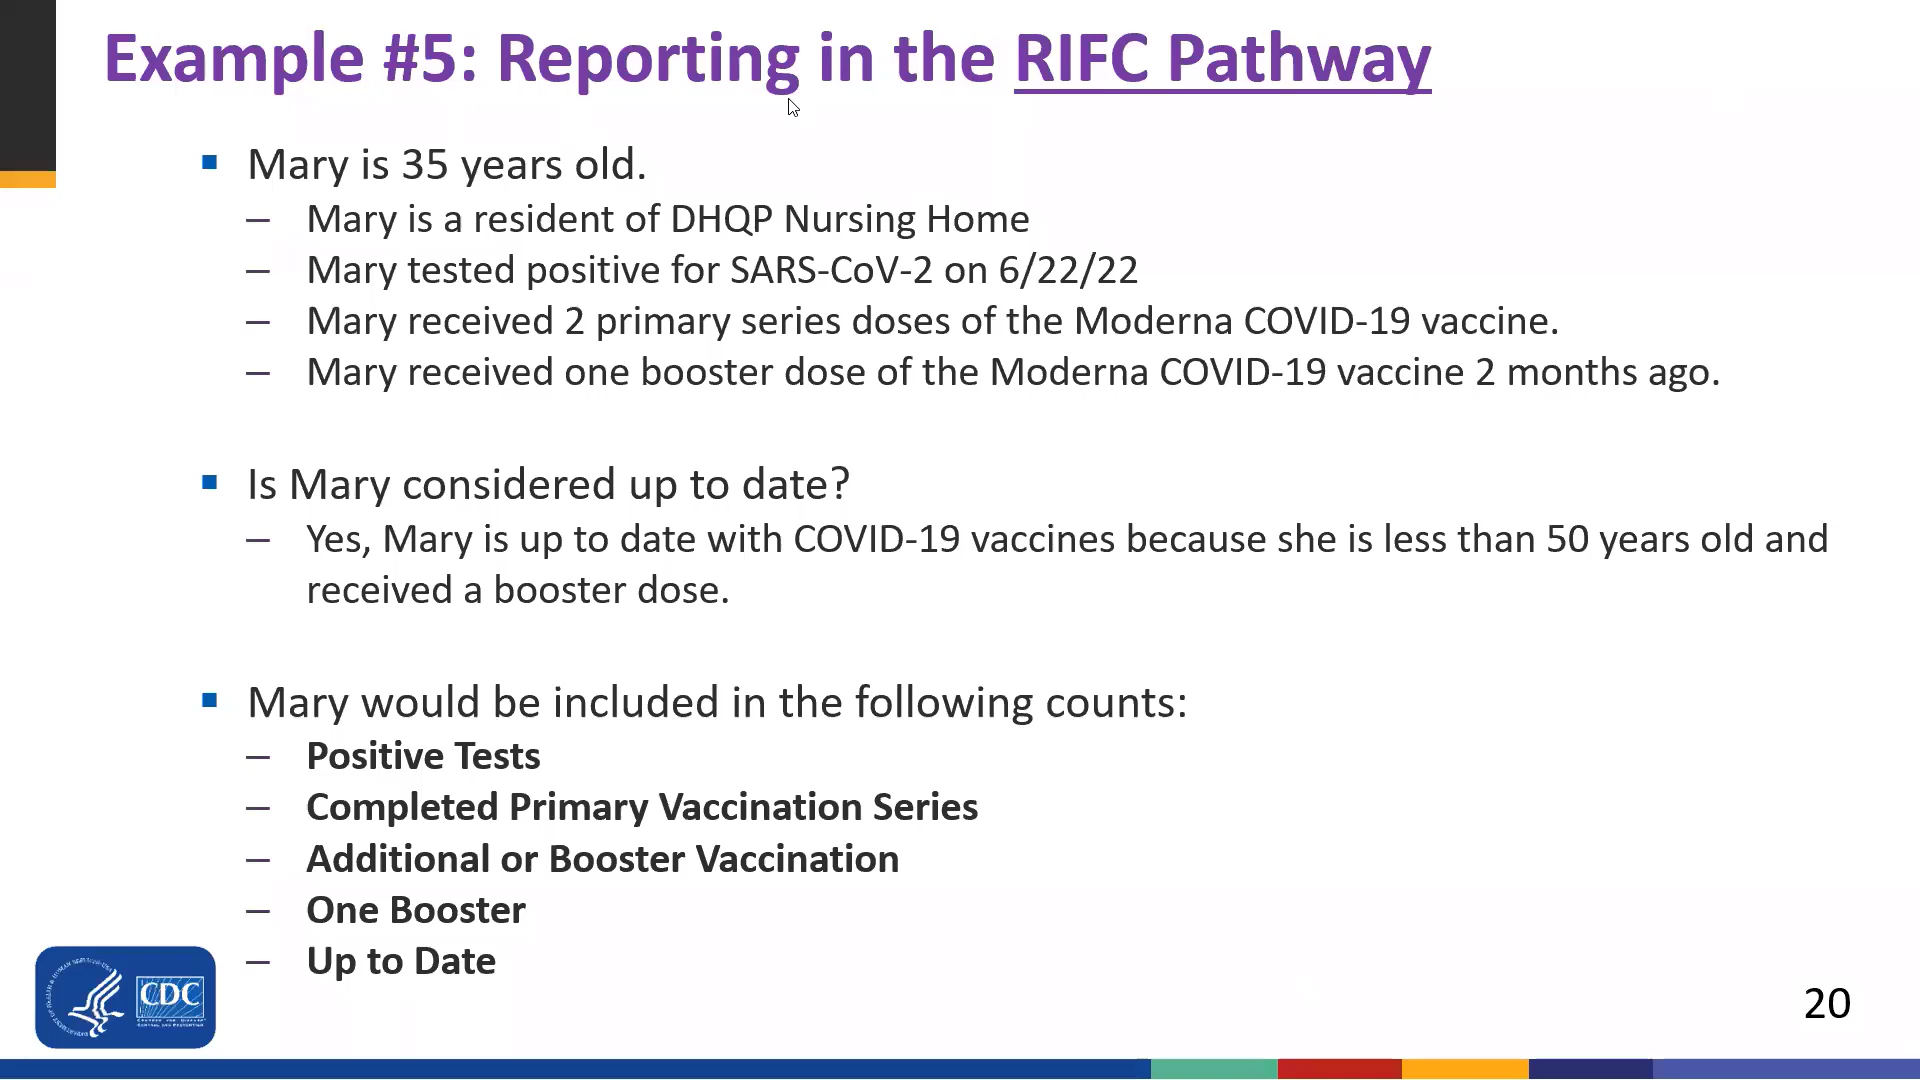 Example #5: Reporting in the RIFC Pathway
▪ Mary is 35 years old.
– Mary is a resident of DHQP Nursing Home
– Mary tested positive for SARS-CoV-2 on 6/22/22
– Mary received 2 primary series doses of the Moderna COVID-19 vaccine.
– Mary received one booster dose of the Moderna COVID-19 vaccine 2 months ago.
▪ Is Mary considered up to date?
– Yes, Mary is up to date with COVID-19 vaccines because she is less than 50 years old and
received a booster dose.
▪ Mary would be included in the following counts:
– Positive Tests
– Completed Primary Vaccination Series
– Additional or Booster Vaccination
– One Booster
– Up to Date
CDC
20